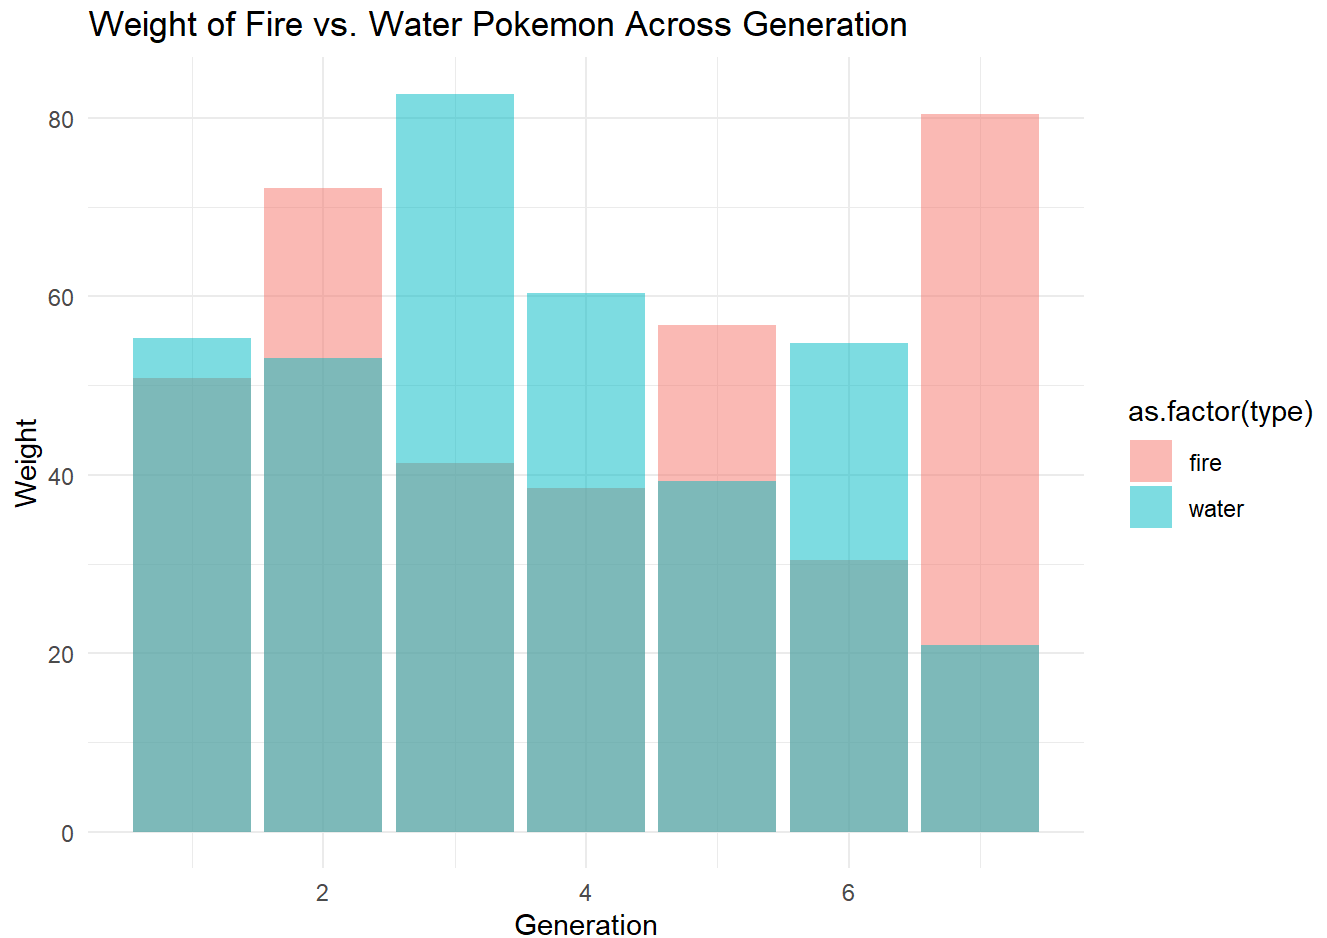 Weight of Fire vs. Water Pokemon Across Generation
80
60
40
20
0
Weight
2
4
6
Generation
as.factor(type)
fire
water